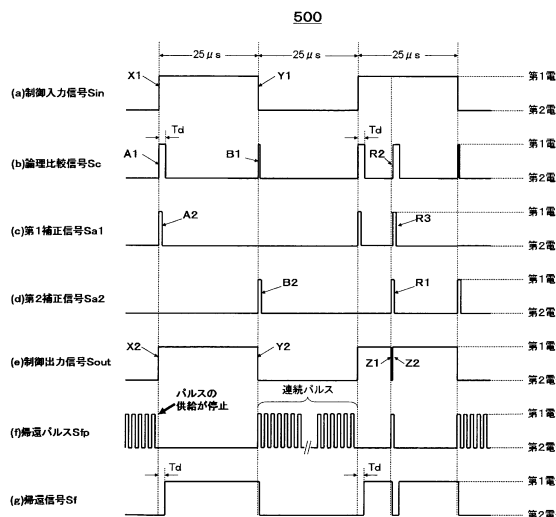 500
25μs 25μs 25μs
X1 Y1 第1電
(a)制御入力信号Sin
第2電
Td Td
A1 B1 R2 第1電
(b)論理比較信号Sc
第2電
A2 R3 第1電
(c)第1補正信号Sa1
第2電
B2 R1 第1電
(d)第2補正信号Sa2
第2電
X2 Y2 Z1 Z2 第1電
(e)制御出力信号Sout
第2電
パルスの
供給が停止
連続パルス
第1電
(f)帰還パルスSfp
第2電
Td Td
第1電
(g)帰還信号Sf
第2電